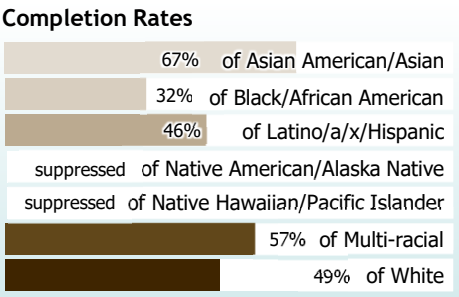 Completion Rates
67% of Asian American/Asian
32% of Black/African American
46% of Latino/a/x/Hispanic
suppressed of Native American/Alaska Native
suppressed of Native Hawaiian/Pacific Islander
57% of Multi-racial
49% of White